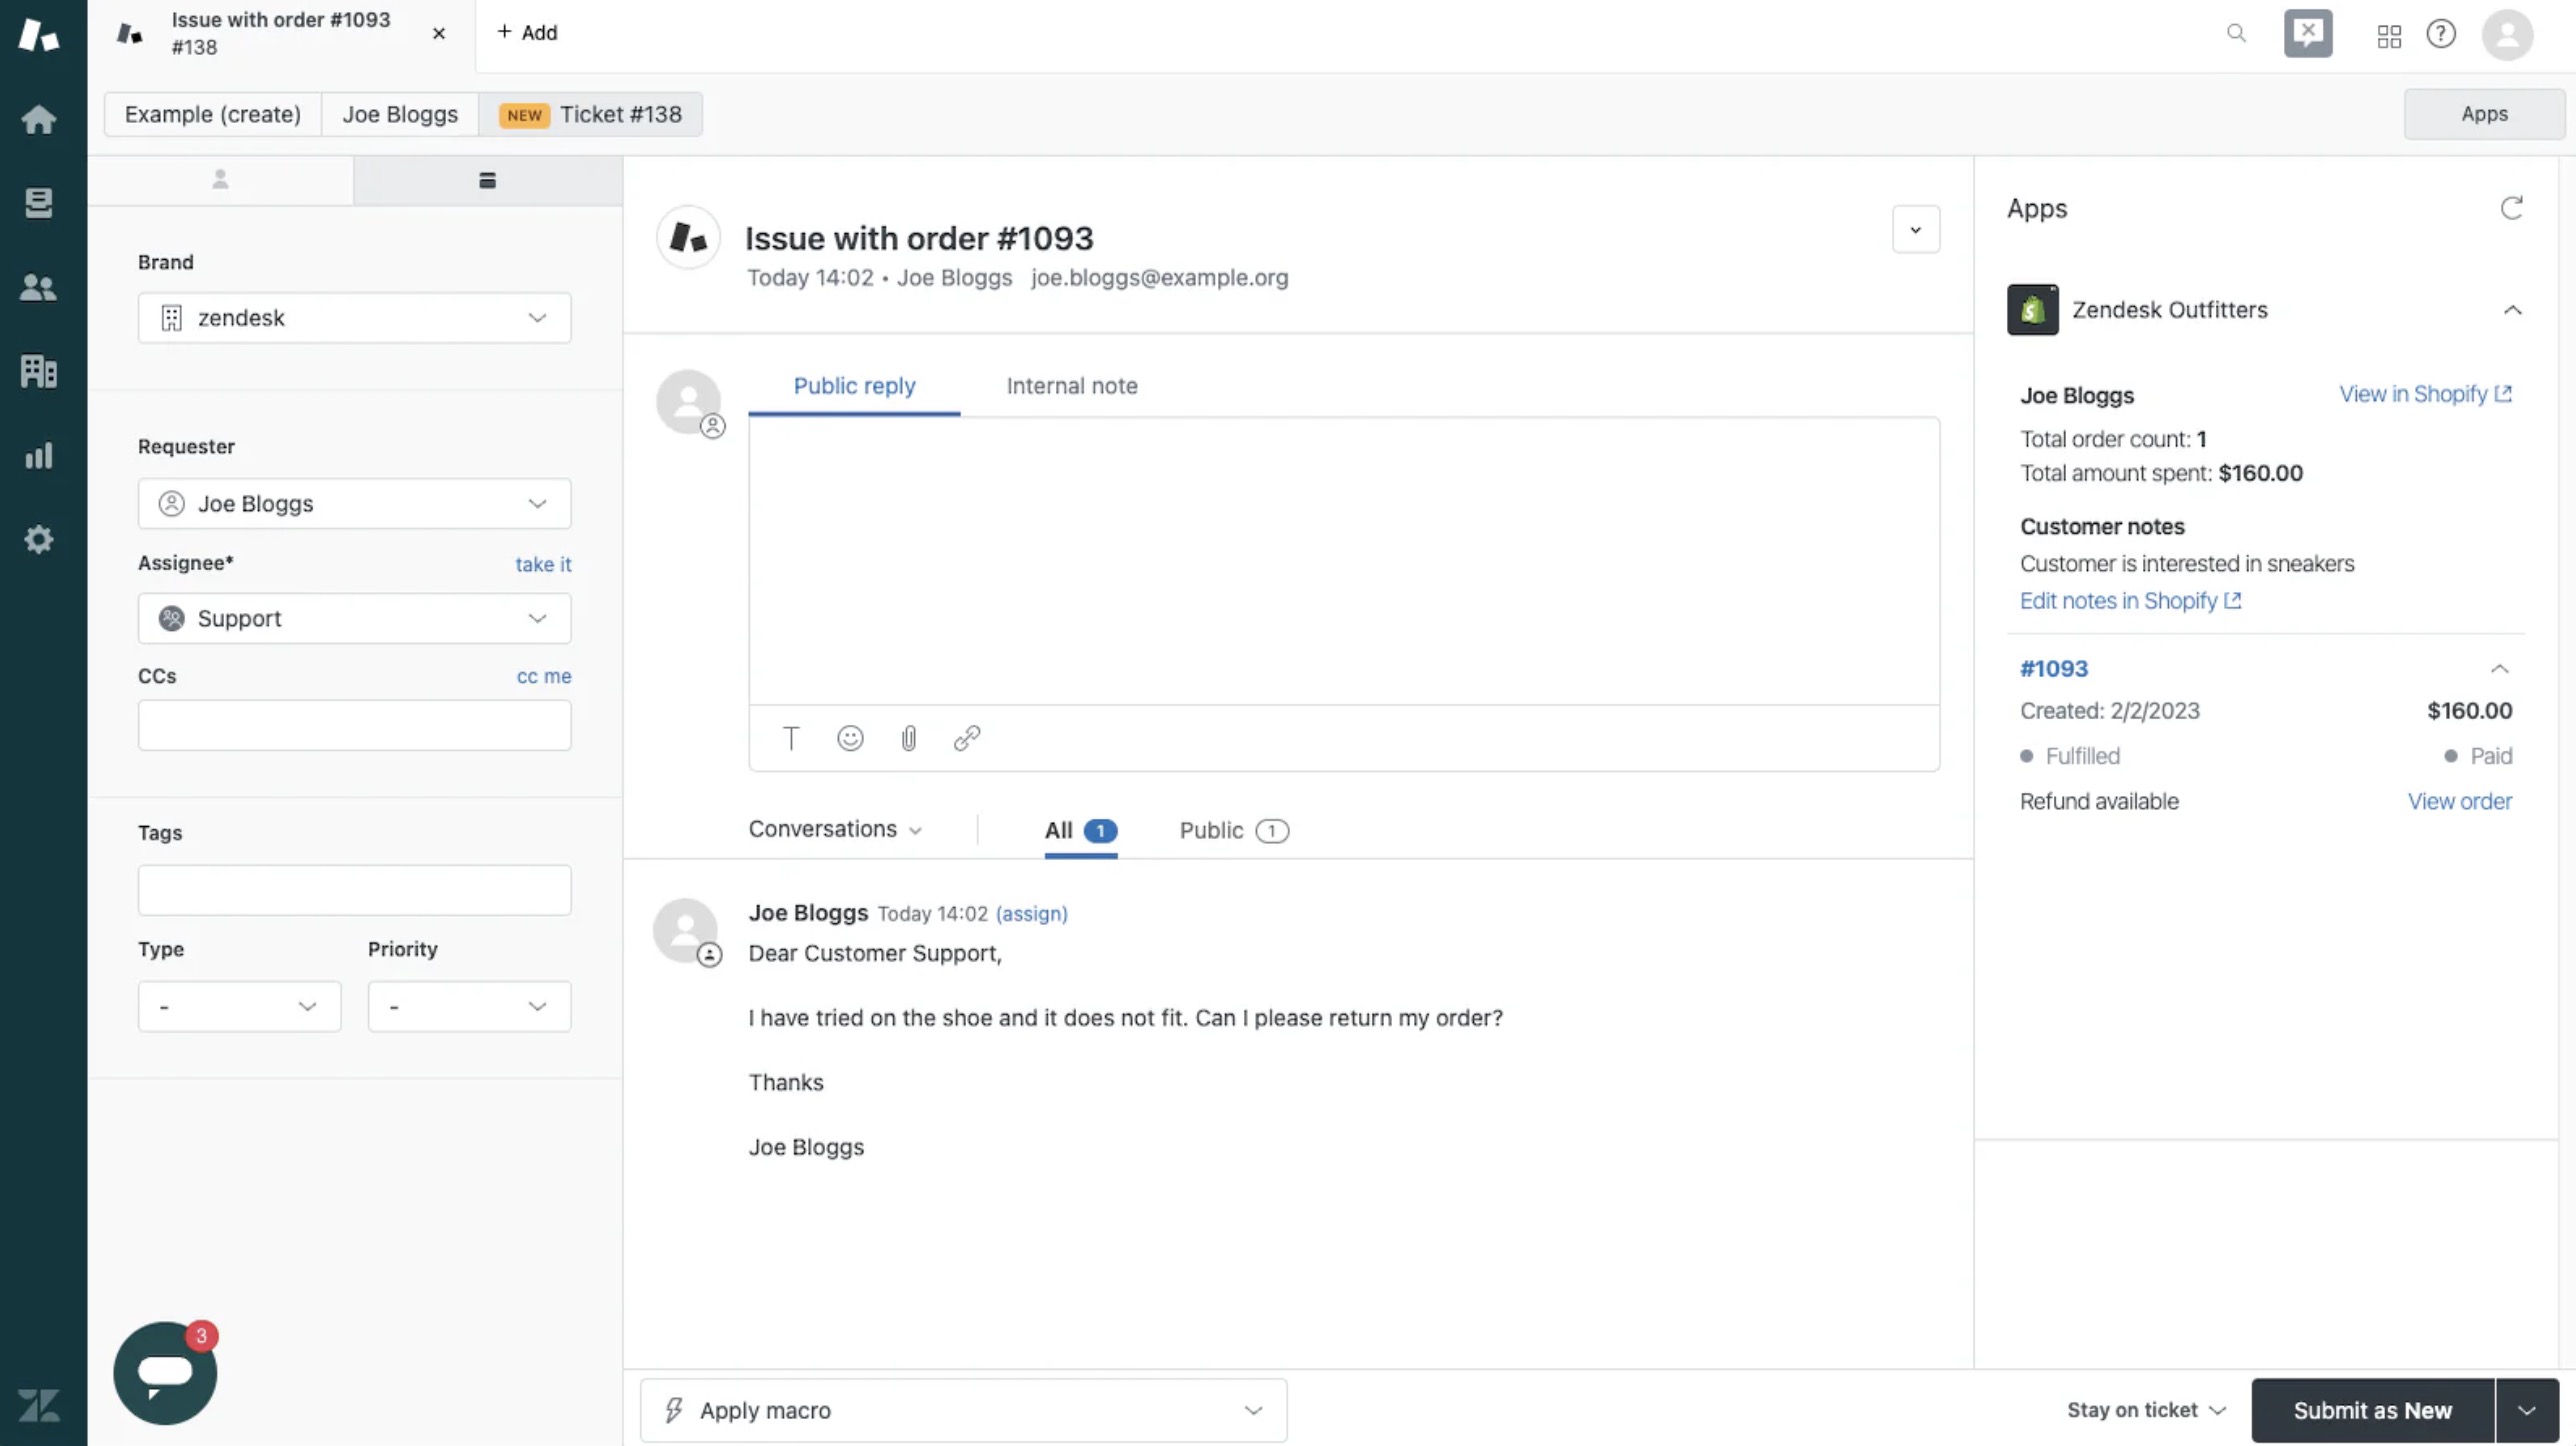 Issue with order #1093
#138
+ Add
Example (create)
Joe Bloggs
NEW Ticket #138
Apps
Brand
zendesk
Requester
Joe Bloggs
Assignee* take it
Support
CCs cc me
Tags
Type Priority
- -
3
Issue with order #1093
Today 14:02 • Joe Bloggs joe.bloggs@example.org
Public reply Internal note
Conversations All 1 Public 1
Joe Bloggs Today 14:02 (assign)
Dear Customer Support,
I have tried on the shoe and it does not fit. Can I please return my order?
Thanks
Joe Bloggs
Apply macro
Apps
Zendesk Outfitters
Joe Bloggs View in Shopify
Total order count: 1
Total amount spent: $160.00
Customer notes
Customer is interested in sneakers
Edit notes in Shopify
#1093
Created: 2/2/2023 $160.00
Fulfilled Paid
Refund available View order
Stay on ticket Submit as New